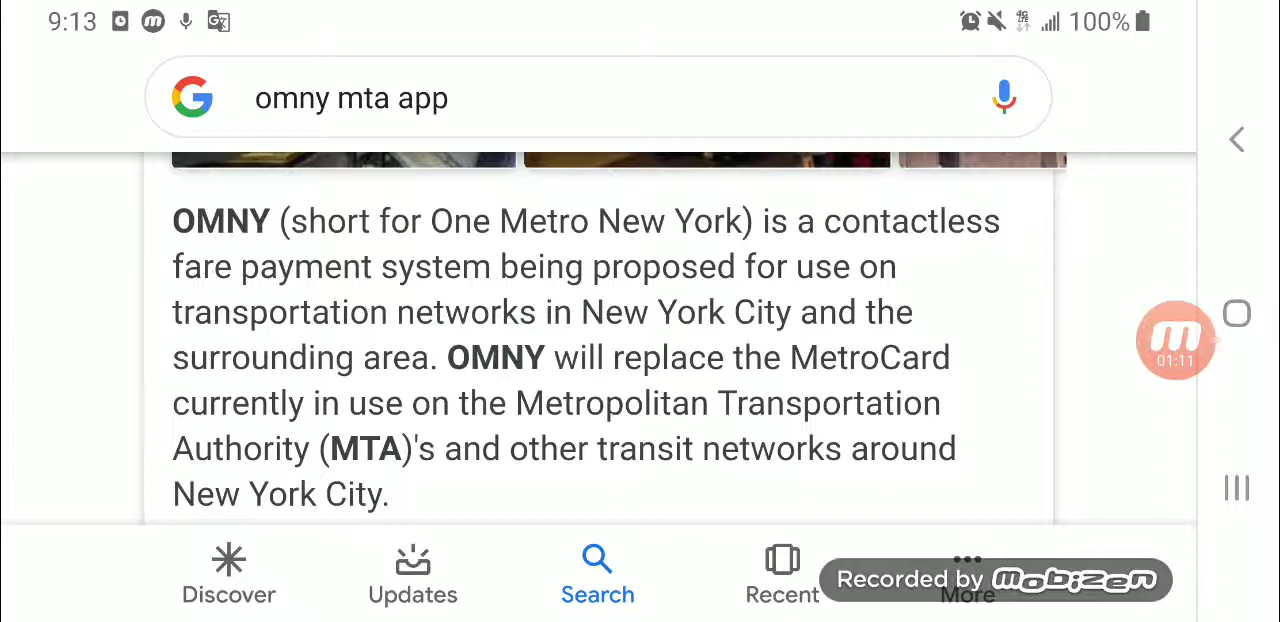 9:13 100%
omny mta app
OMNY (short for One Metro New York) is a contactless
fare payment system being proposed for use on
transportation networks in New York City and the
surrounding area. OMNY will replace the MetroCard
currently in use on the Metropolitan Transportation
Authority (MTA)'s and other transit networks around
New York City.
01:11
Discover Updates Search Recent More
Recorded by mobizen